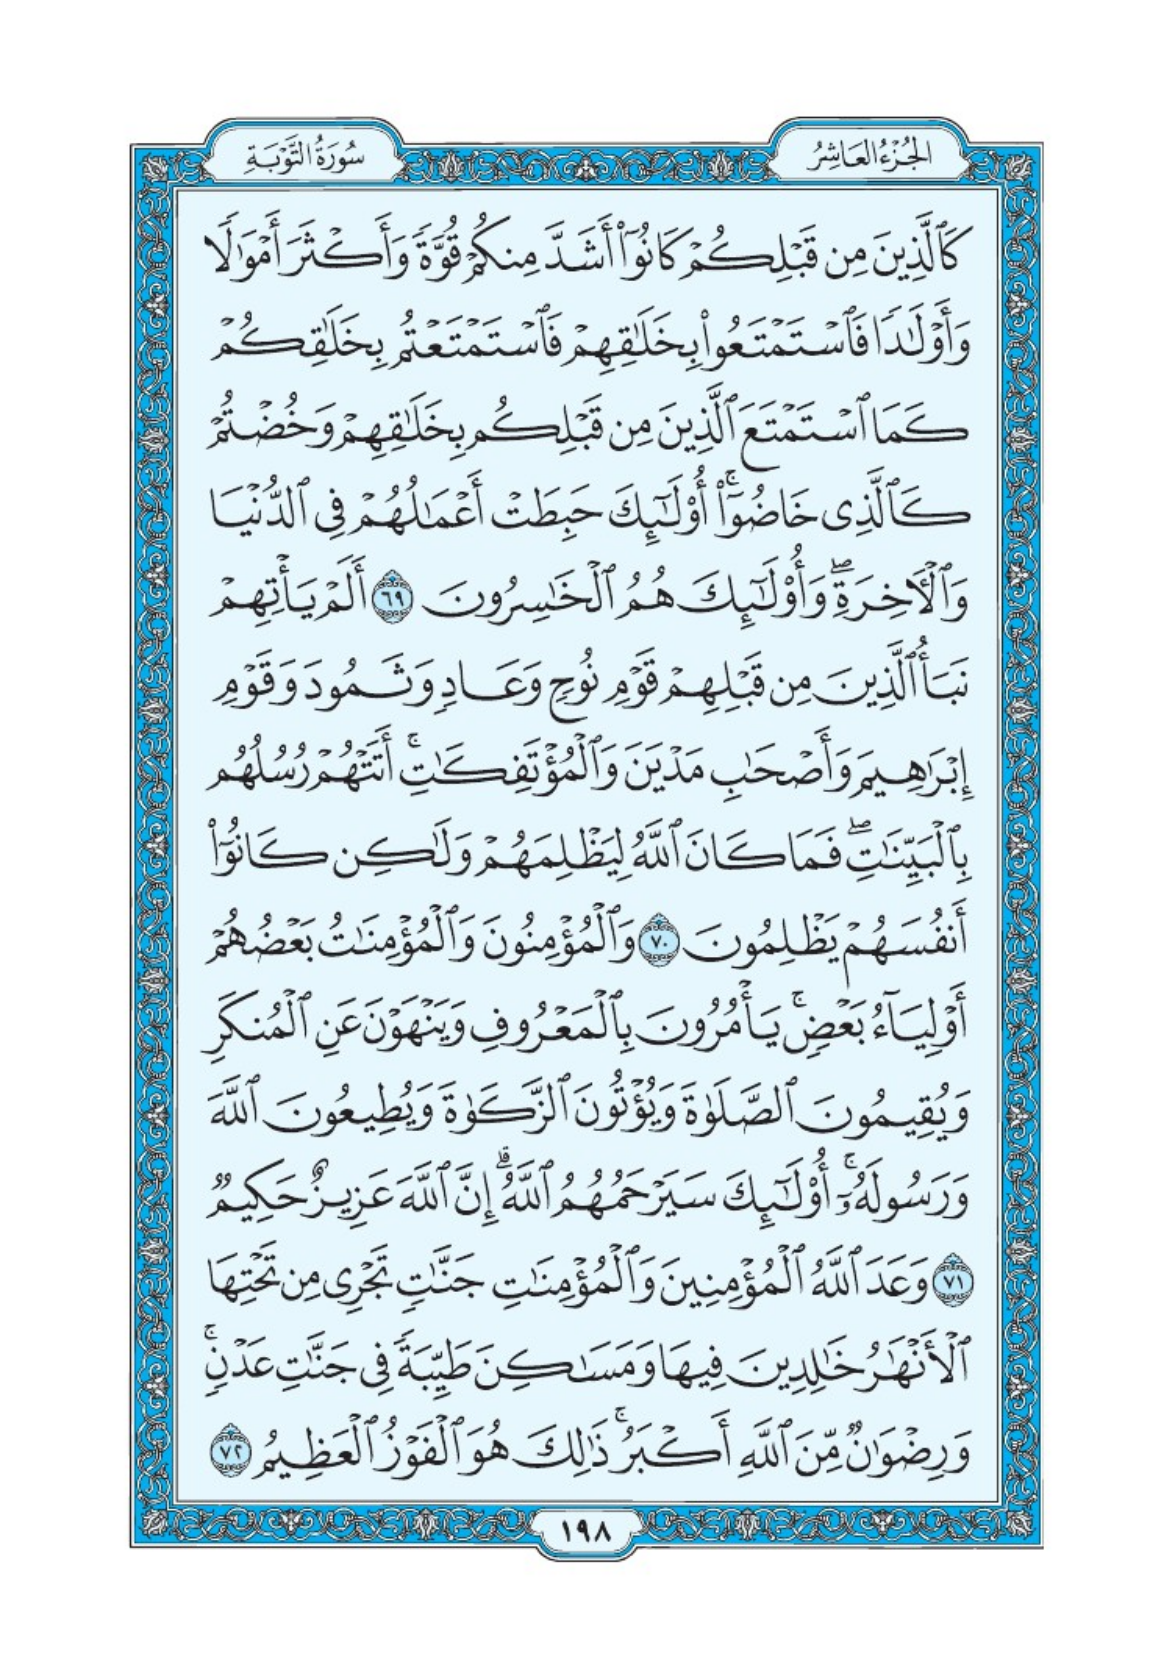 الجُزْءُ العَاشِرُ
سُورَةُ التَّوْبَةِ
كَٱلَّذِينَ مِن قَبْلِكُمْ كَانُوٓا۟ أَشَدَّ مِنكُمْ قُوَّةً وَأَكْثَرَ أَمْوَٰلًا
وَأَوْلَٰدًا فَٱسْتَمْتَعُوا۟ بِخَلَٰقِهِمْ فَٱسْتَمْتَعْتُم بِخَلَٰقِكُمْ
كَمَا ٱسْتَمْتَعَ ٱلَّذِينَ مِن قَبْلِكُم بِخَلَٰقِهِمْ وَخُضْتُمْ
كَٱلَّذِى خَاضُوٓا۟ ۚ أُو۟لَٰٓئِكَ حَبِطَتْ أَعْمَٰلُهُمْ فِى ٱلدُّنْيَا
وَٱلْءَاخِرَةِ ۖ وَأُو۟لَٰٓئِكَ هُمُ ٱلْخَٰسِرُونَ ٦٩ أَلَمْ يَأْتِهِمْ
نَبَأُ ٱلَّذِينَ مِن قَبْلِهِمْ قَوْمِ نُوحٍ وَعَادٍ وَثَمُودَ وَقَوْمِ
إِبْرَٰهِيمَ وَأَصْحَٰبِ مَدْيَنَ وَٱلْمُؤْتَفِكَٰتِ ۚ أَتَتْهُمْ رُسُلُهُم
بِٱلْبَيِّنَٰتِ ۖ فَمَا كَانَ ٱللَّهُ لِيَظْلِمَهُمْ وَلَٰكِن كَانُوٓا۟
أَنفُسَهُمْ يَظْلِمُونَ ٧٠ وَٱلْمُؤْمِنُونَ وَٱلْمُؤْمِنَٰتُ بَعْضُهُمْ
أَوْلِيَآءُ بَعْضٍ ۚ يَأْمُرُونَ بِٱلْمَعْرُوفِ وَيَنْهَوْنَ عَنِ ٱلْمُنكَرِ
وَيُقِيمُونَ ٱلصَّلَوٰةَ وَيُؤْتُونَ ٱلزَّكَوٰةَ وَيُطِيعُونَ ٱللَّهَ
وَرَسُولَهُۥٓ ۚ أُو۟لَٰٓئِكَ سَيَرْحَمُهُمُ ٱللَّهُ ۗ إِنَّ ٱللَّهَ عَزِيزٌ حَكِيمٌ
٧١ وَعَدَ ٱللَّهُ ٱلْمُؤْمِنِينَ وَٱلْمُؤْمِنَٰتِ جَنَّٰتٍ تَجْرِى مِن تَحْتِهَا
ٱلْأَنْهَٰرُ خَٰلِدِينَ فِيهَا وَمَسَٰكِنَ طَيِّبَةً فِى جَنَّٰتِ عَدْنٍ ۚ
وَرِضْوَٰنٌ مِّنَ ٱللَّهِ أَكْبَرُ ۚ ذَٰلِكَ هُوَ ٱلْفَوْزُ ٱلْعَظِيمُ ٧٢
١٩٨